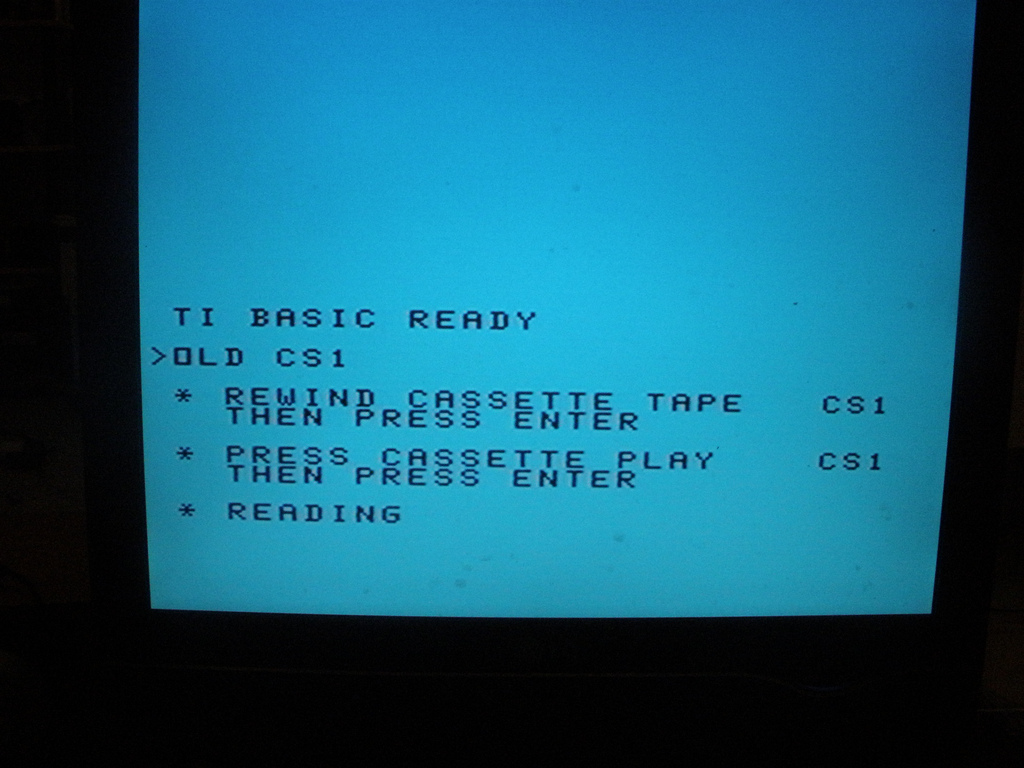 TI BASIC READY
>OLD CS1
* REWIND CASSETTE TAPE CS1
THEN PRESS ENTER
* PRESS CASSETTE PLAY CS1
THEN PRESS ENTER
* READING